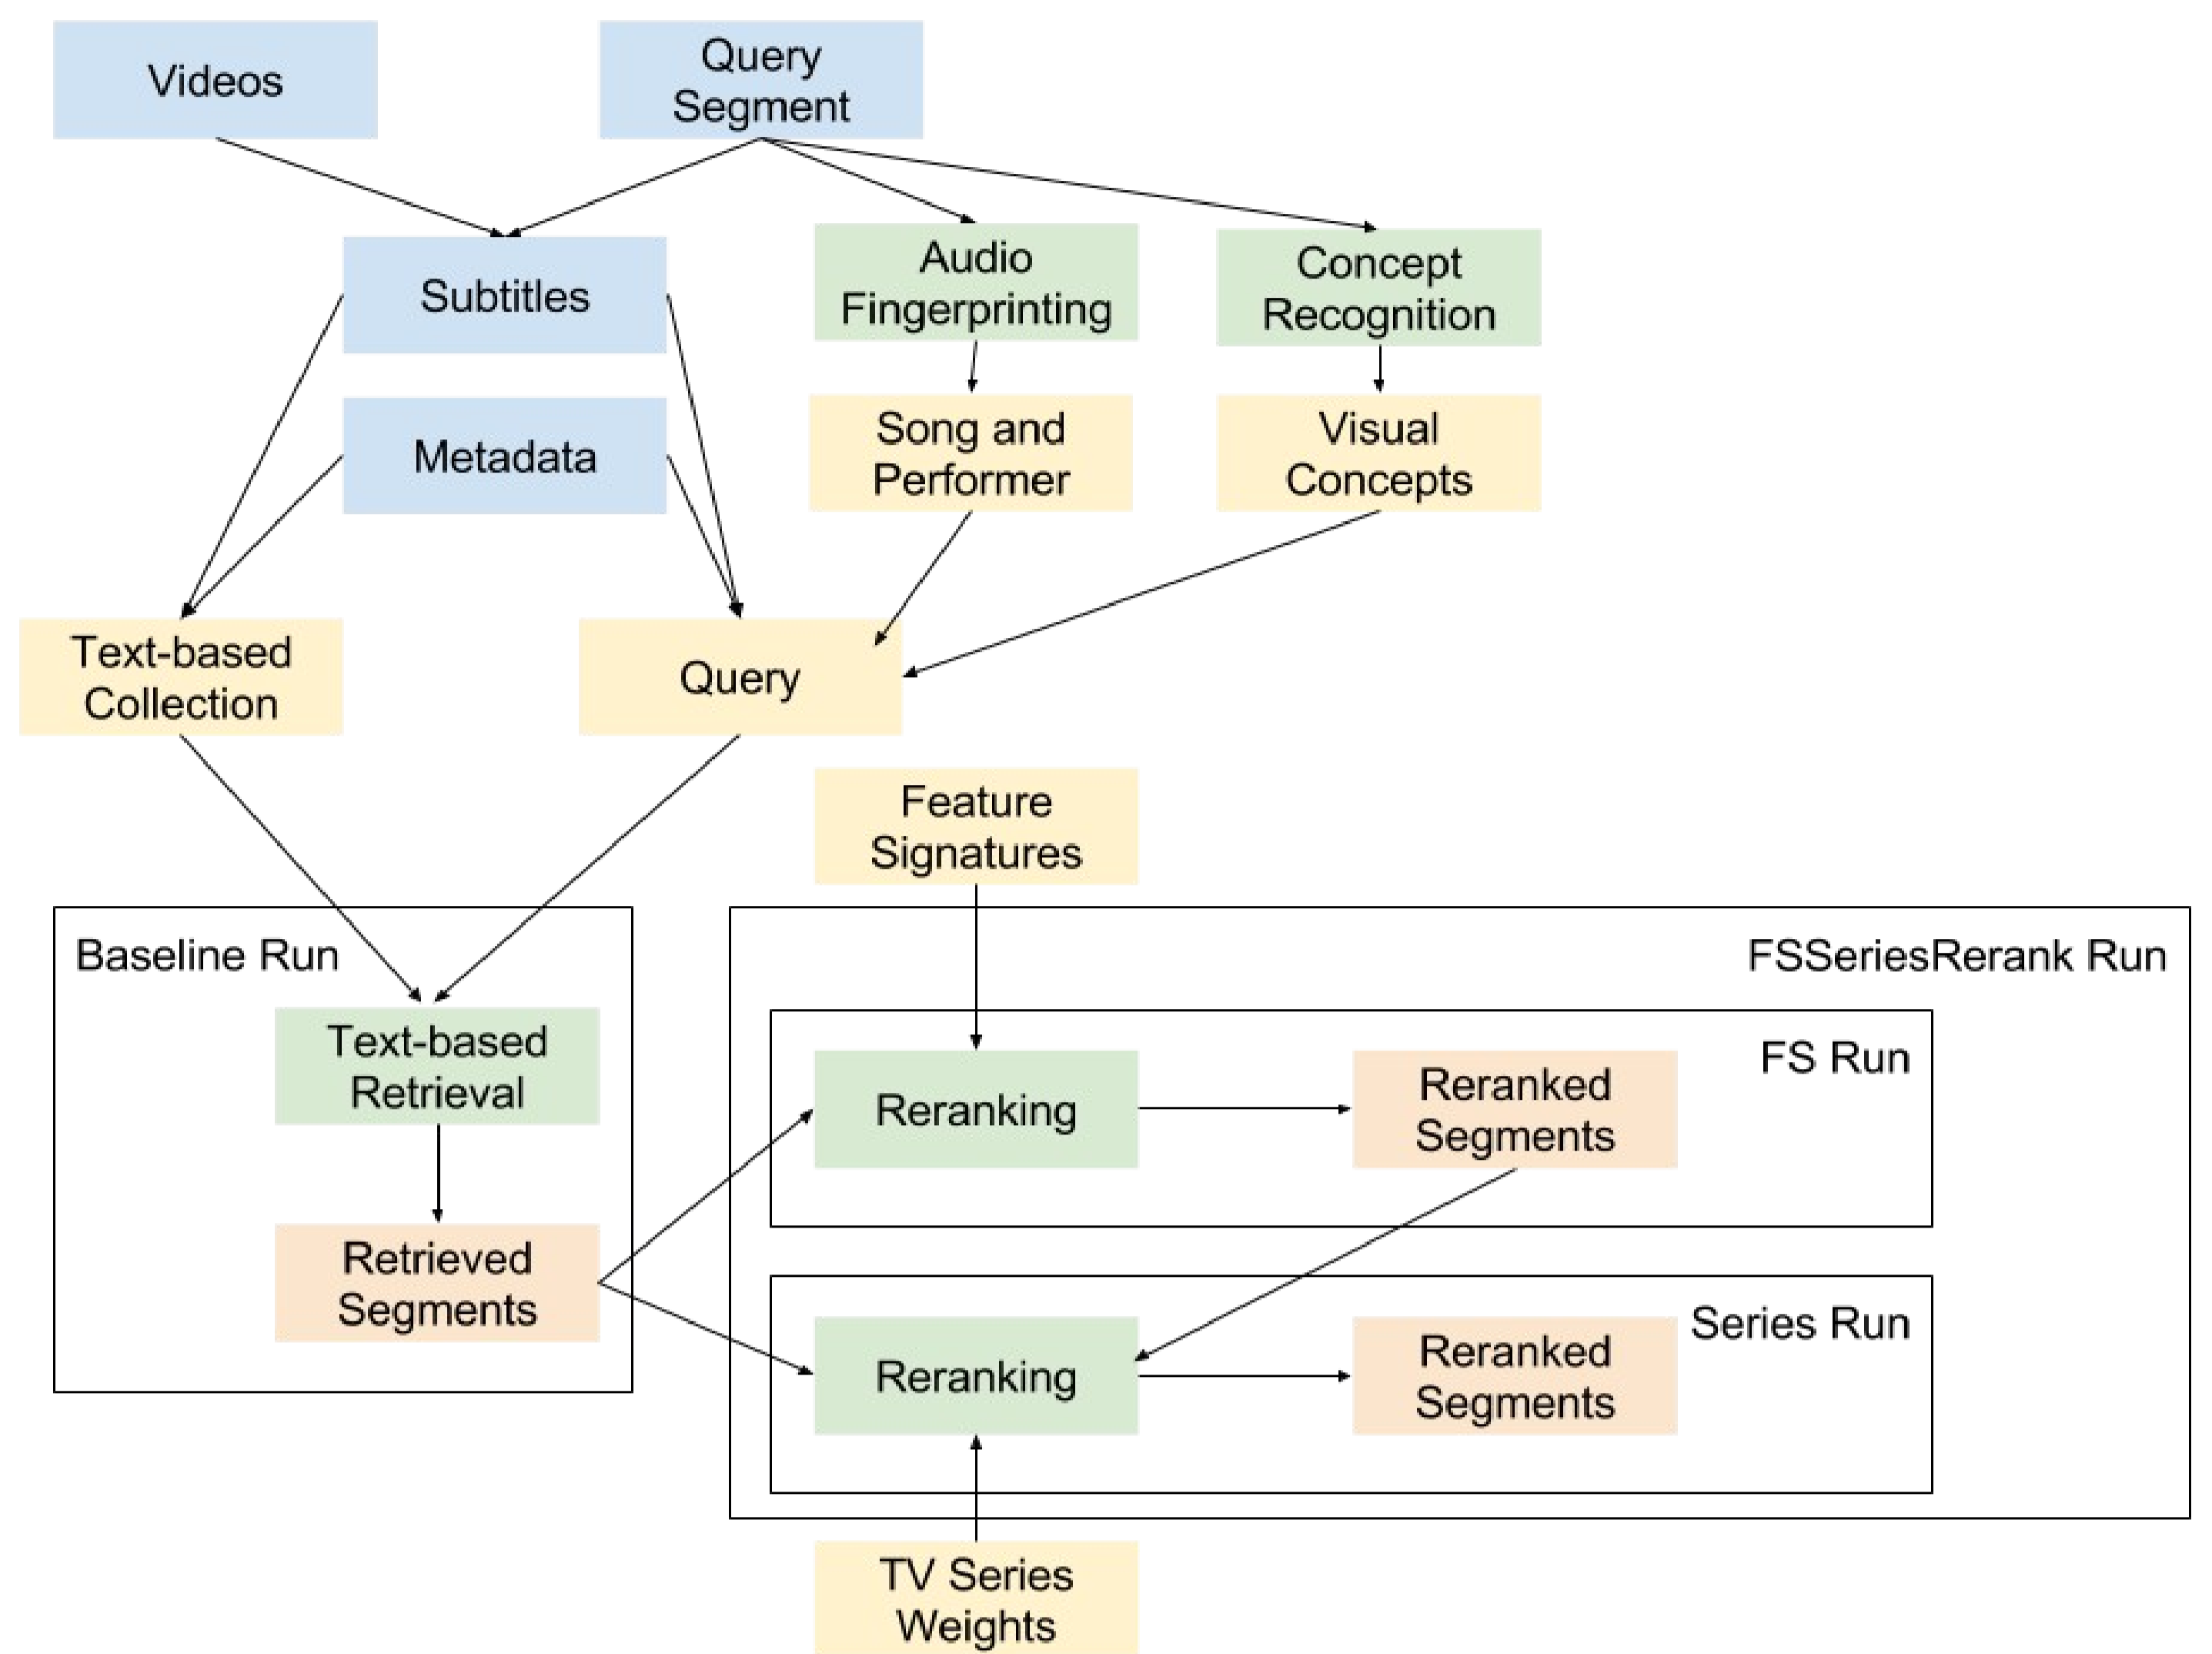 Videos
Query
Segment
Subtitles
Audio
Fingerprinting
Concept
Recognition
Metadata
Song and
Performer
Visual
Concepts
Text-based
Collection
Query
Feature
Signatures
Baseline Run
FSSeriesRerank Run
Text-based
Retrieval
FS Run
Reranking
Reranked
Segments
Retrieved
Segments
Series Run
Reranking
Reranked
Segments
TV Series
Weights